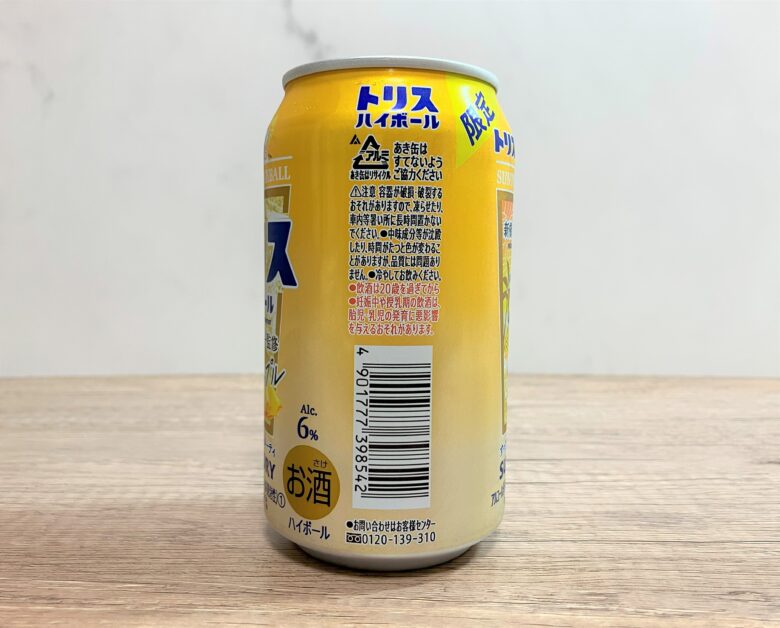 トリス
ハイボール
限定
トリス
アルミ
あき缶はリサイクル
あき缶は
すてないよう
ご協力ください
⚠注意 容器が破損・破裂する
おそれがありますので、凍らせたり、
車内等暑い所に長時間置かない
でください。●中味成分等が沈殿
したり、時間がたつと色が変わるこ
とがありますが、品質には問題あり
ません。●冷やしてお飲みください。
●飲酒は20歳を過ぎてから
●妊娠中や授乳期の飲酒は、
胎児・乳児の発育に悪影響
を与えるおそれがあります。
4 901777 398542
Alc.
6%
さけ
お酒
ハイボール
●お問い合わせはお客様センター
0120-139-310
BALL
ス
ール
監修